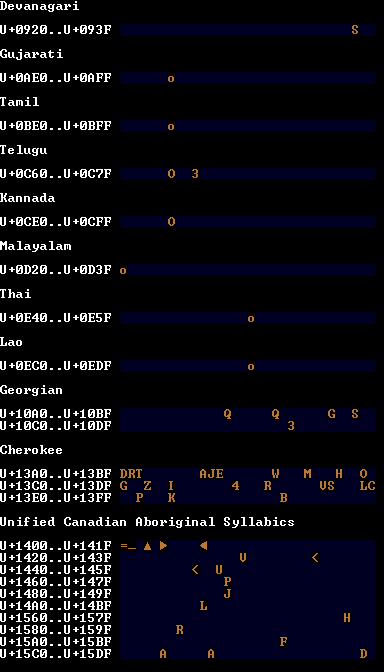 Devanagari
U+0920..U+093F S
Gujarati
U+0AE0..U+0AFF o
Tamil
U+0BE0..U+0BFF o
Telugu
U+0C60..U+0C7F O 3
Kannada
U+0CE0..U+0CFF O
Malayalam
U+0D20..U+0D3F o
Thai
U+0E40..U+0E5F o
Lao
U+0EC0..U+0EDF o
Georgian
U+10A0..U+10BF Q Q G S
U+10C0..U+10DF 3
Cherokee
U+13A0..U+13BF DRT AJE W M H O
U+13C0..U+13DF G Z I 4 R VS LC
U+13E0..U+13FF P K B
Unified Canadian Aboriginal Syllabics
U+1400..U+141F =_ ▲ ► ◄
U+1420..U+143F V <
U+1440..U+145F < U
U+1460..U+147F P
U+1480..U+149F J
U+14A0..U+14BF L
U+1560..U+157F H
U+1580..U+159F R
U+15A0..U+15BF F
U+15C0..U+15DF A A D